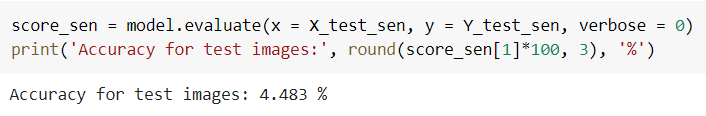 score_sen = model.evaluate(x = X_test_sen, y = Y_test_sen, verbose = 0)
print('Accuracy for test images:', round(score_sen[1]*100, 3), '%')
Accuracy for test images: 4.483 %